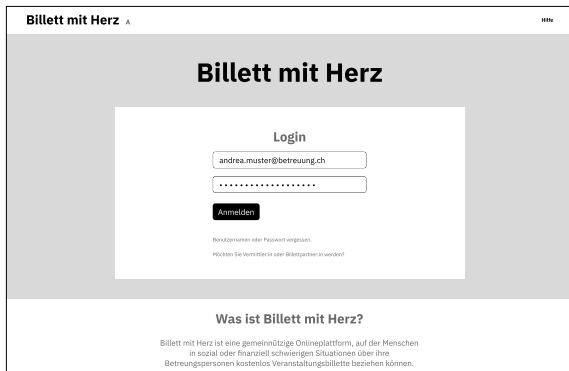 Billett mit Herz A
Hilfe
Billett mit Herz
Login
andrea.muster@betreuung.ch
•••••••••••••••••••
Anmelden
Benutzernamen oder Passwort vergessen.
Möchten Sie Vermittler:in oder Billettpartner:in werden?
Was ist Billett mit Herz?
Billett mit Herz ist eine gemeinnützige Onlineplattform, auf der Menschen
in sozial oder finanziell schwierigen Situationen über ihre
Betreungspersonen kostenlos Veranstaltungsbillette beziehen können.